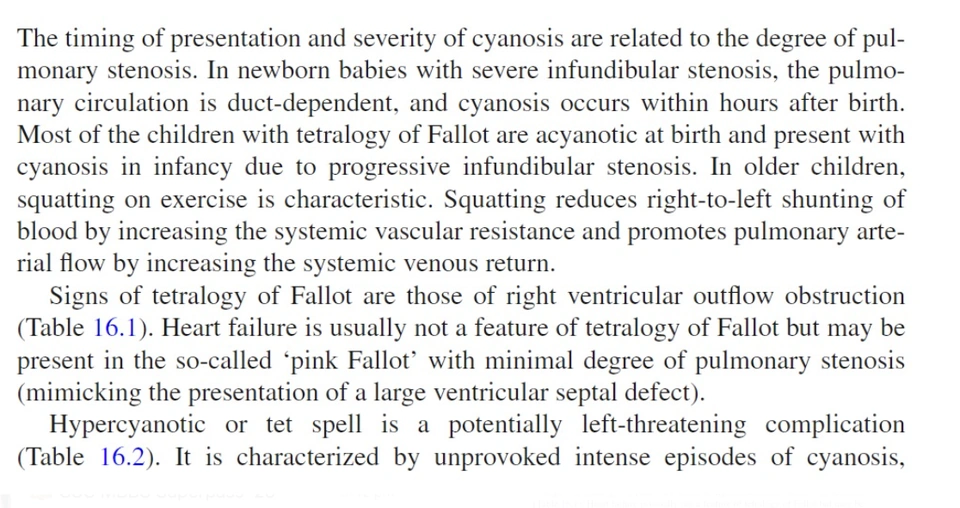 The timing of presentation and severity of cyanosis are related to the degree of pul-
monary stenosis. In newborn babies with severe infundibular stenosis, the pulmo-
nary circulation is duct-dependent, and cyanosis occurs within hours after birth.
Most of the children with tetralogy of Fallot are acyanotic at birth and present with
cyanosis in infancy due to progressive infundibular stenosis. In older children,
squatting on exercise is characteristic. Squatting reduces right-to-left shunting of
blood by increasing the systemic vascular resistance and promotes pulmonary arte-
rial flow by increasing the systemic venous return.
Signs of tetralogy of Fallot are those of right ventricular outflow obstruction
(Table 16.1). Heart failure is usually not a feature of tetralogy of Fallot but may be
present in the so-called ‘pink Fallot’ with minimal degree of pulmonary stenosis
(mimicking the presentation of a large ventricular septal defect).
Hypercyanotic or tet spell is a potentially left-threatening complication
(Table 16.2). It is characterized by unprovoked intense episodes of cyanosis,